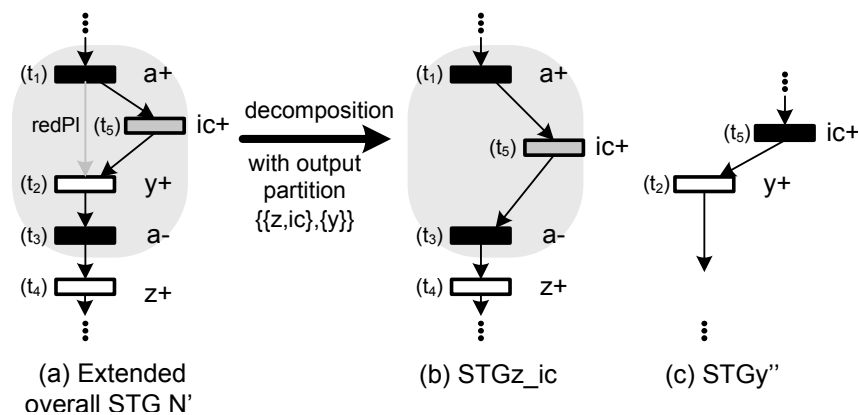 (t1) a+
redPl (t5) ic+
(t2) y+
(t3) a-
(t4) z+
(a) Extended
overall STG N'
decomposition
with output
partition
{{z,ic},{y}}
(t1) a+
(t5) ic+
(t3) a-
(t4) z+
(b) STGz_ic
(t5) ic+
(t2) y+
(c) STGy''